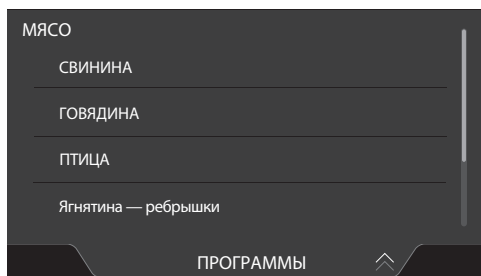 МЯСО
СВИНИНА
ГОВЯДИНА
ПТИЦА
Ягнятина — ребрышки
ПРОГРАММЫ